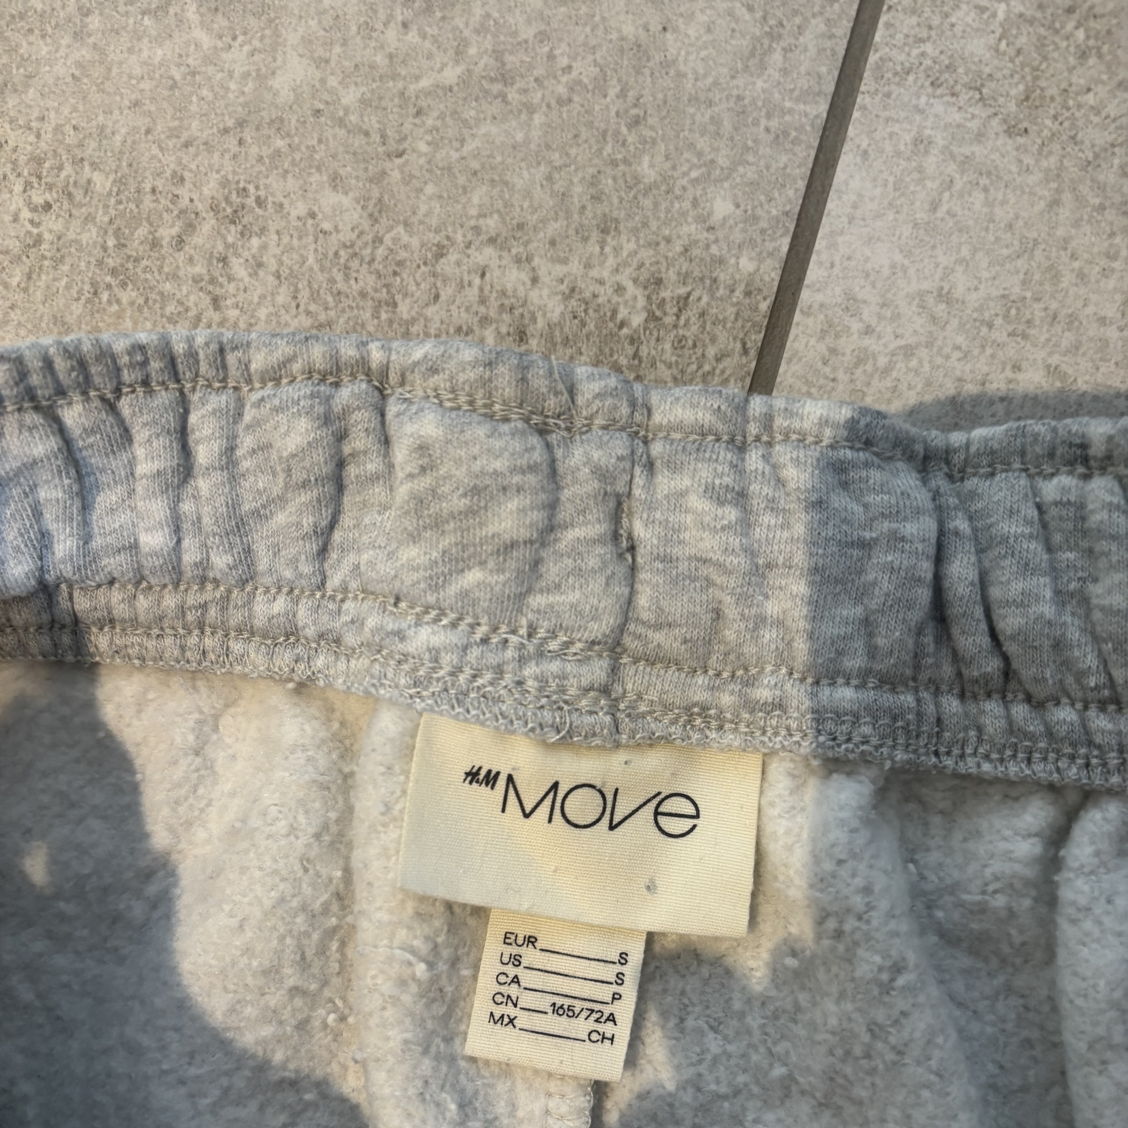 H&M MOVE
EUR S
US S
CA P
CN 165/72A
MX CH